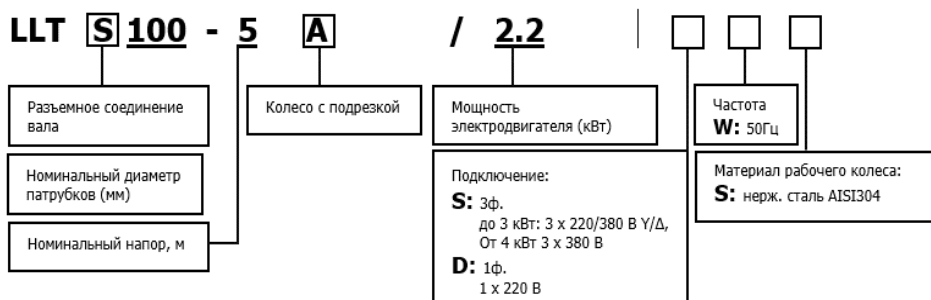 LLT S 100 - 5 A / 2.2
Разъемное соединение
вала
Колесо с подрезкой
Мощность
электродвигателя (кВт)
Частота
W: 50Гц
Номинальный диаметр
патрубков (мм)
Номинальный напор, м
Подключение:
S: 3ф.
до 3 кВт: 3 x 220/380 В Y/Δ,
От 4 кВт 3 x 380 В
D: 1ф.
1 x 220 В
Материал рабочего колеса:
S: нерж. сталь AISI304